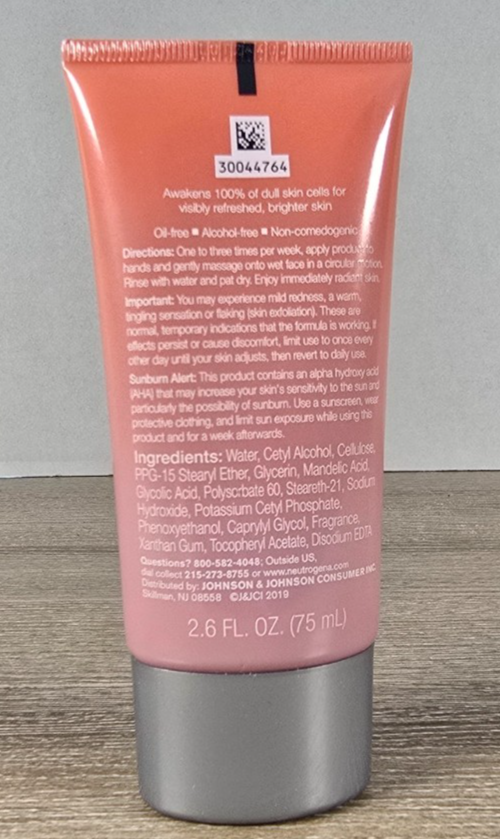 30044764
Awakens 100% of dull skin cells for
visibly refreshed, brighter skin
Oil-free ■ Alcohol-free ■ Non-comedogenic
Directions: One to three times per week, apply product to
hands and gently massage onto wet face in a circular motion.
Rinse with water and pat dry. Enjoy immediately radiant skin.
Important: You may experience mild redness, a warm,
tingling sensation or flaking (skin exfoliation). These are
normal, temporary indications that the formula is working. If
effects persist or cause discomfort, limit use to once every
other day until your skin adjusts, then revert to daily use.
Sunburn Alert: This product contains an alpha hydroxy acid
(AHA) that may increase your skin's sensitivity to the sun and
particularly the possibility of sunburn. Use a sunscreen, wear
protective clothing, and limit sun exposure while using this
product and for a week afterwards.
Ingredients: Water, Cetyl Alcohol, Cellulose,
PPG-15 Stearyl Ether, Glycerin, Mandelic Acid,
Glycolic Acid, Polysorbate 60, Steareth-21, Sodium
Hydroxide, Potassium Cetyl Phosphate,
Phenoxyethanol, Caprylyl Glycol, Fragrance,
Xanthan Gum, Tocopheryl Acetate, Disodium EDTA
Questions? 800-582-4048; Outside US,
dial collect 215-273-8755 or www.neutrogena.com
Distributed by: JOHNSON & JOHNSON CONSUMER INC.
Skillman, NJ 08558 ©J&JCI 2019
2.6 FL. OZ. (75 mL)